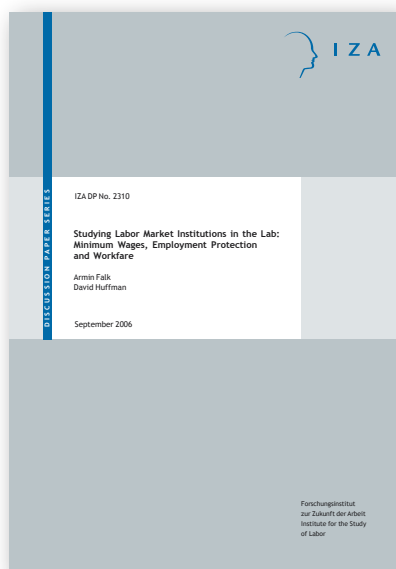 IZA
DISCUSSION PAPER SERIES
IZA DP No. 2310
Studying Labor Market Institutions in the Lab:
Minimum Wages, Employment Protection
and Workfare
Armin Falk
David Huffman
September 2006
Forschungsinstitut
zur Zukunft der Arbeit
Institute for the Study
of Labor